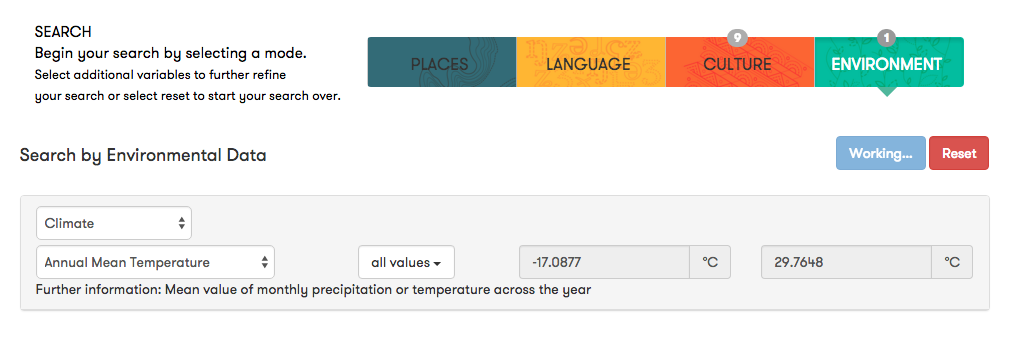 SEARCH
Begin your search by selecting a mode.
Select additional variables to further refine
your search or select reset to start your search over.
PLACES
LANGUAGE
9
CULTURE
1
ENVIRONMENT
Search by Environmental Data
Working...
Reset
Climate
Annual Mean Temperature
all values
-17.0877
°C
29.7648
°C
Further information: Mean value of monthly precipitation or temperature across the year